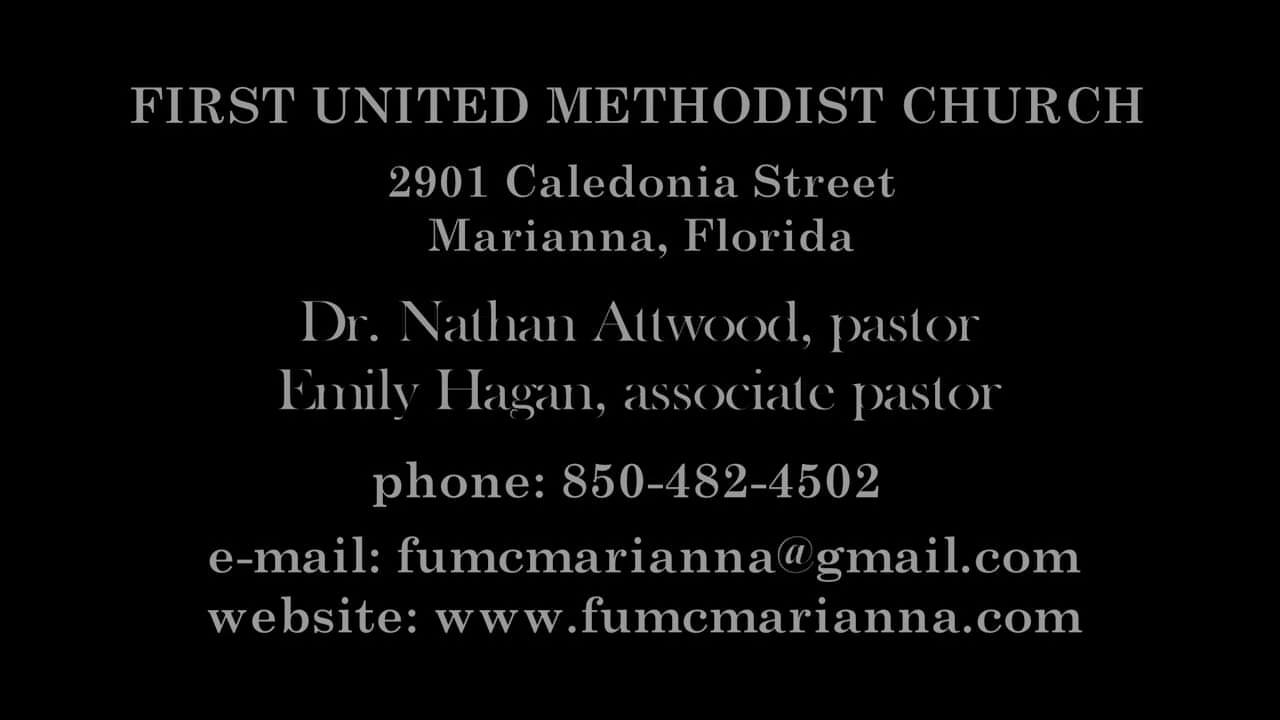 FIRST UNITED METHODIST CHURCH
2901 Caledonia Street
Marianna, Florida
Dr. Nathan Attwood, pastor
Emily Hagan, associate pastor
phone: 850-482-4502
e-mail: fumcmarianna@gmail.com
website: www.fumcmarianna.com